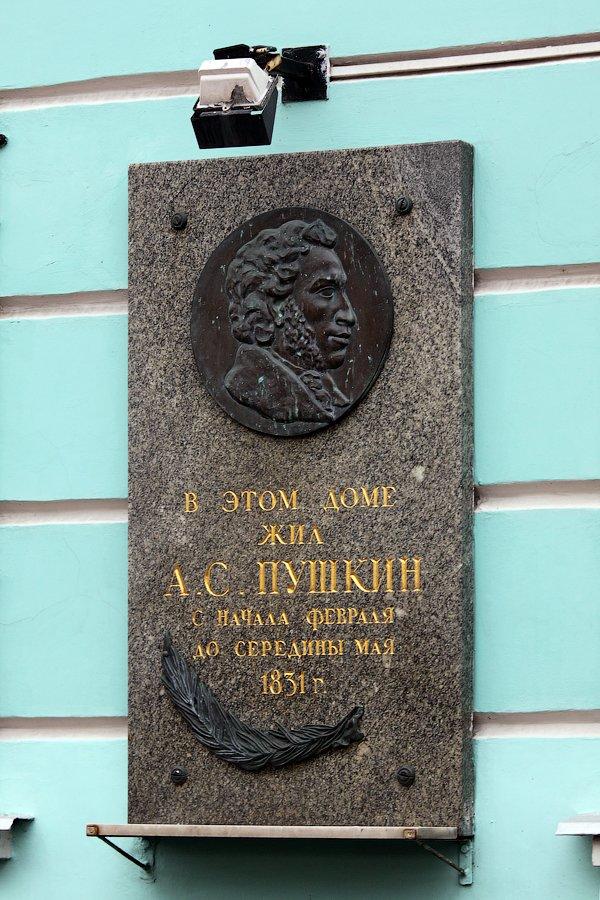 В ЭТОМ ДОМЕ
ЖИЛ
А.С. ПУШКИН
С НАЧАЛА ФЕВРАЛЯ
ДО СЕРЕДИНЫ МАЯ
1831 г.